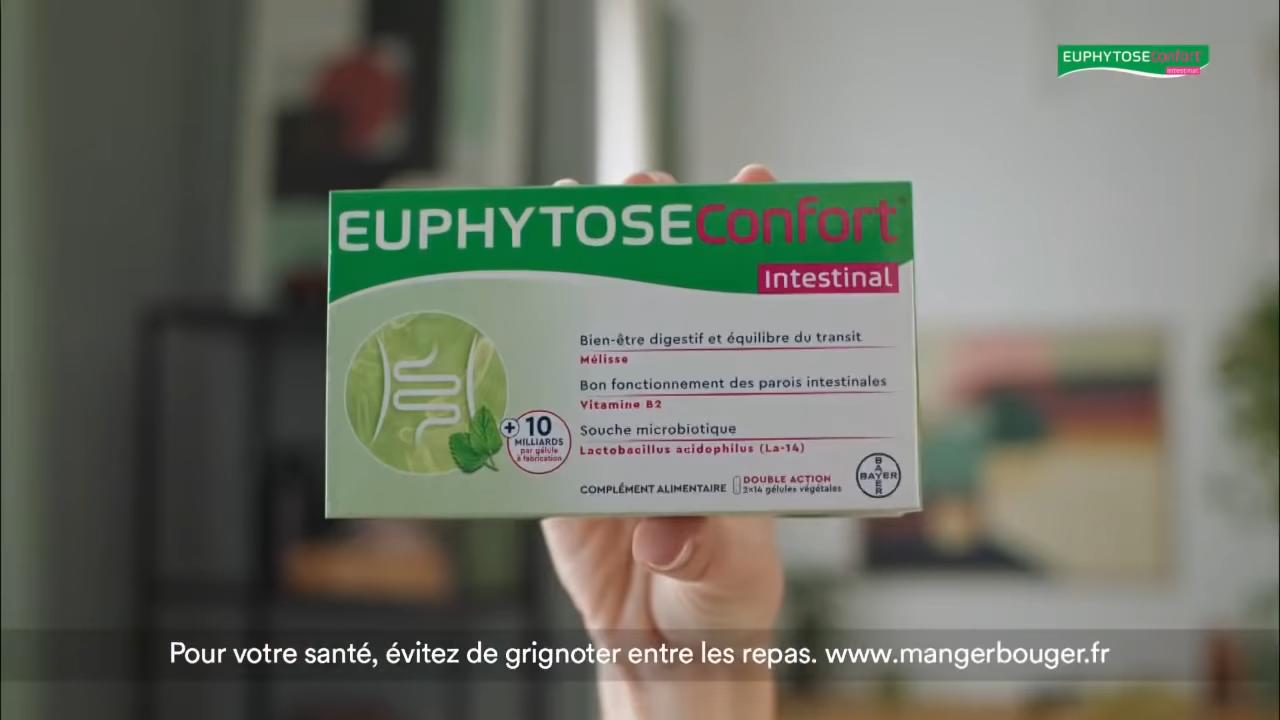 EUPHYTOSEConfort
Intestinal
EUPHYTOSEConfort
Intestinal
Bien-être digestif et équilibre du transit
Mélisse
Bon fonctionnement des parois intestinales
Vitamine B2
+ 10
MILLIARDS
par gélule
à fabrication
Souche microbiotique
Lactobacillus acidophilus (La-14)
COMPLÉMENT ALIMENTAIRE
DOUBLE ACTION
2x14 gélules végétales
BAYER
BAYER
Pour votre santé, évitez de grignoter entre les repas. www.mangerbouger.fr